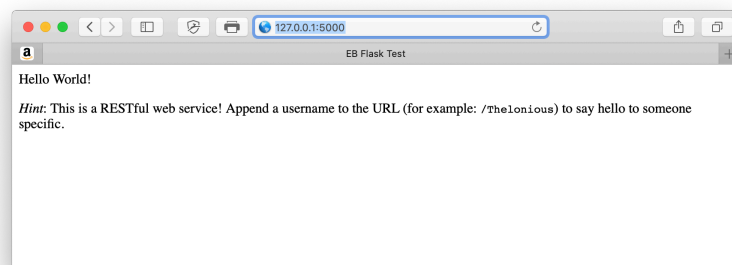 127.0.0.1:5000
a
EB Flask Test
Hello World!
Hint: This is a RESTful web service! Append a username to the URL (for example: /Thelonious) to say hello to someone
specific.